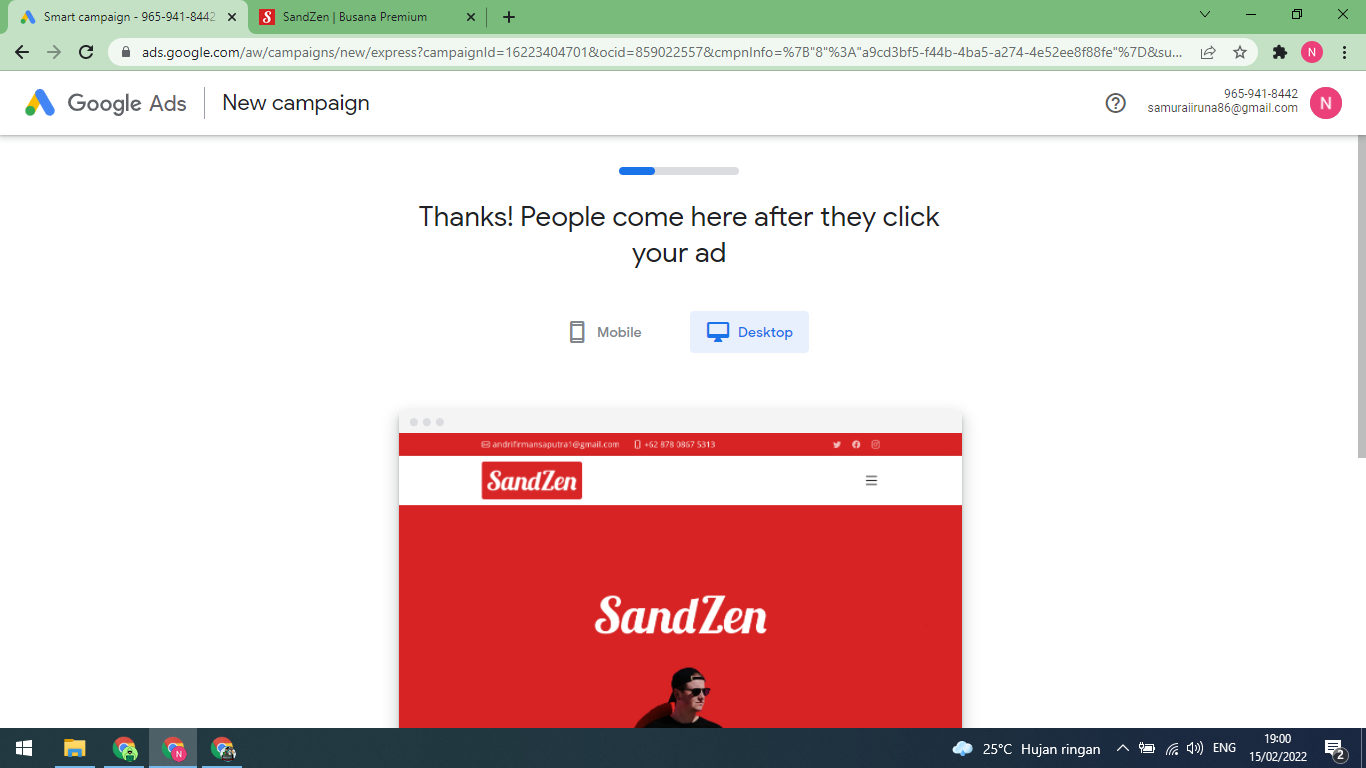 Smart campaign - 965-941-8442
SandZen | Busana Premium
ads.google.com/aw/campaigns/new/express?campaignId=16223404701&ocid=859022557&cmpnInfo=%7B"8"%3A"a9cd3bf5-f44b-4ba5-a274-4e52ee8f88fe"%7D&su...
N
Google Ads
New campaign
965-941-8442
samuraiiruna86@gmail.com
N
Thanks! People come here after they click
your ad
Mobile
Desktop
andrifirmansaputra1@gmail.com
+62 878 0867 5313
SandZen
SandZen
25°C Hujan ringan
ENG
19:00
15/02/2022
2